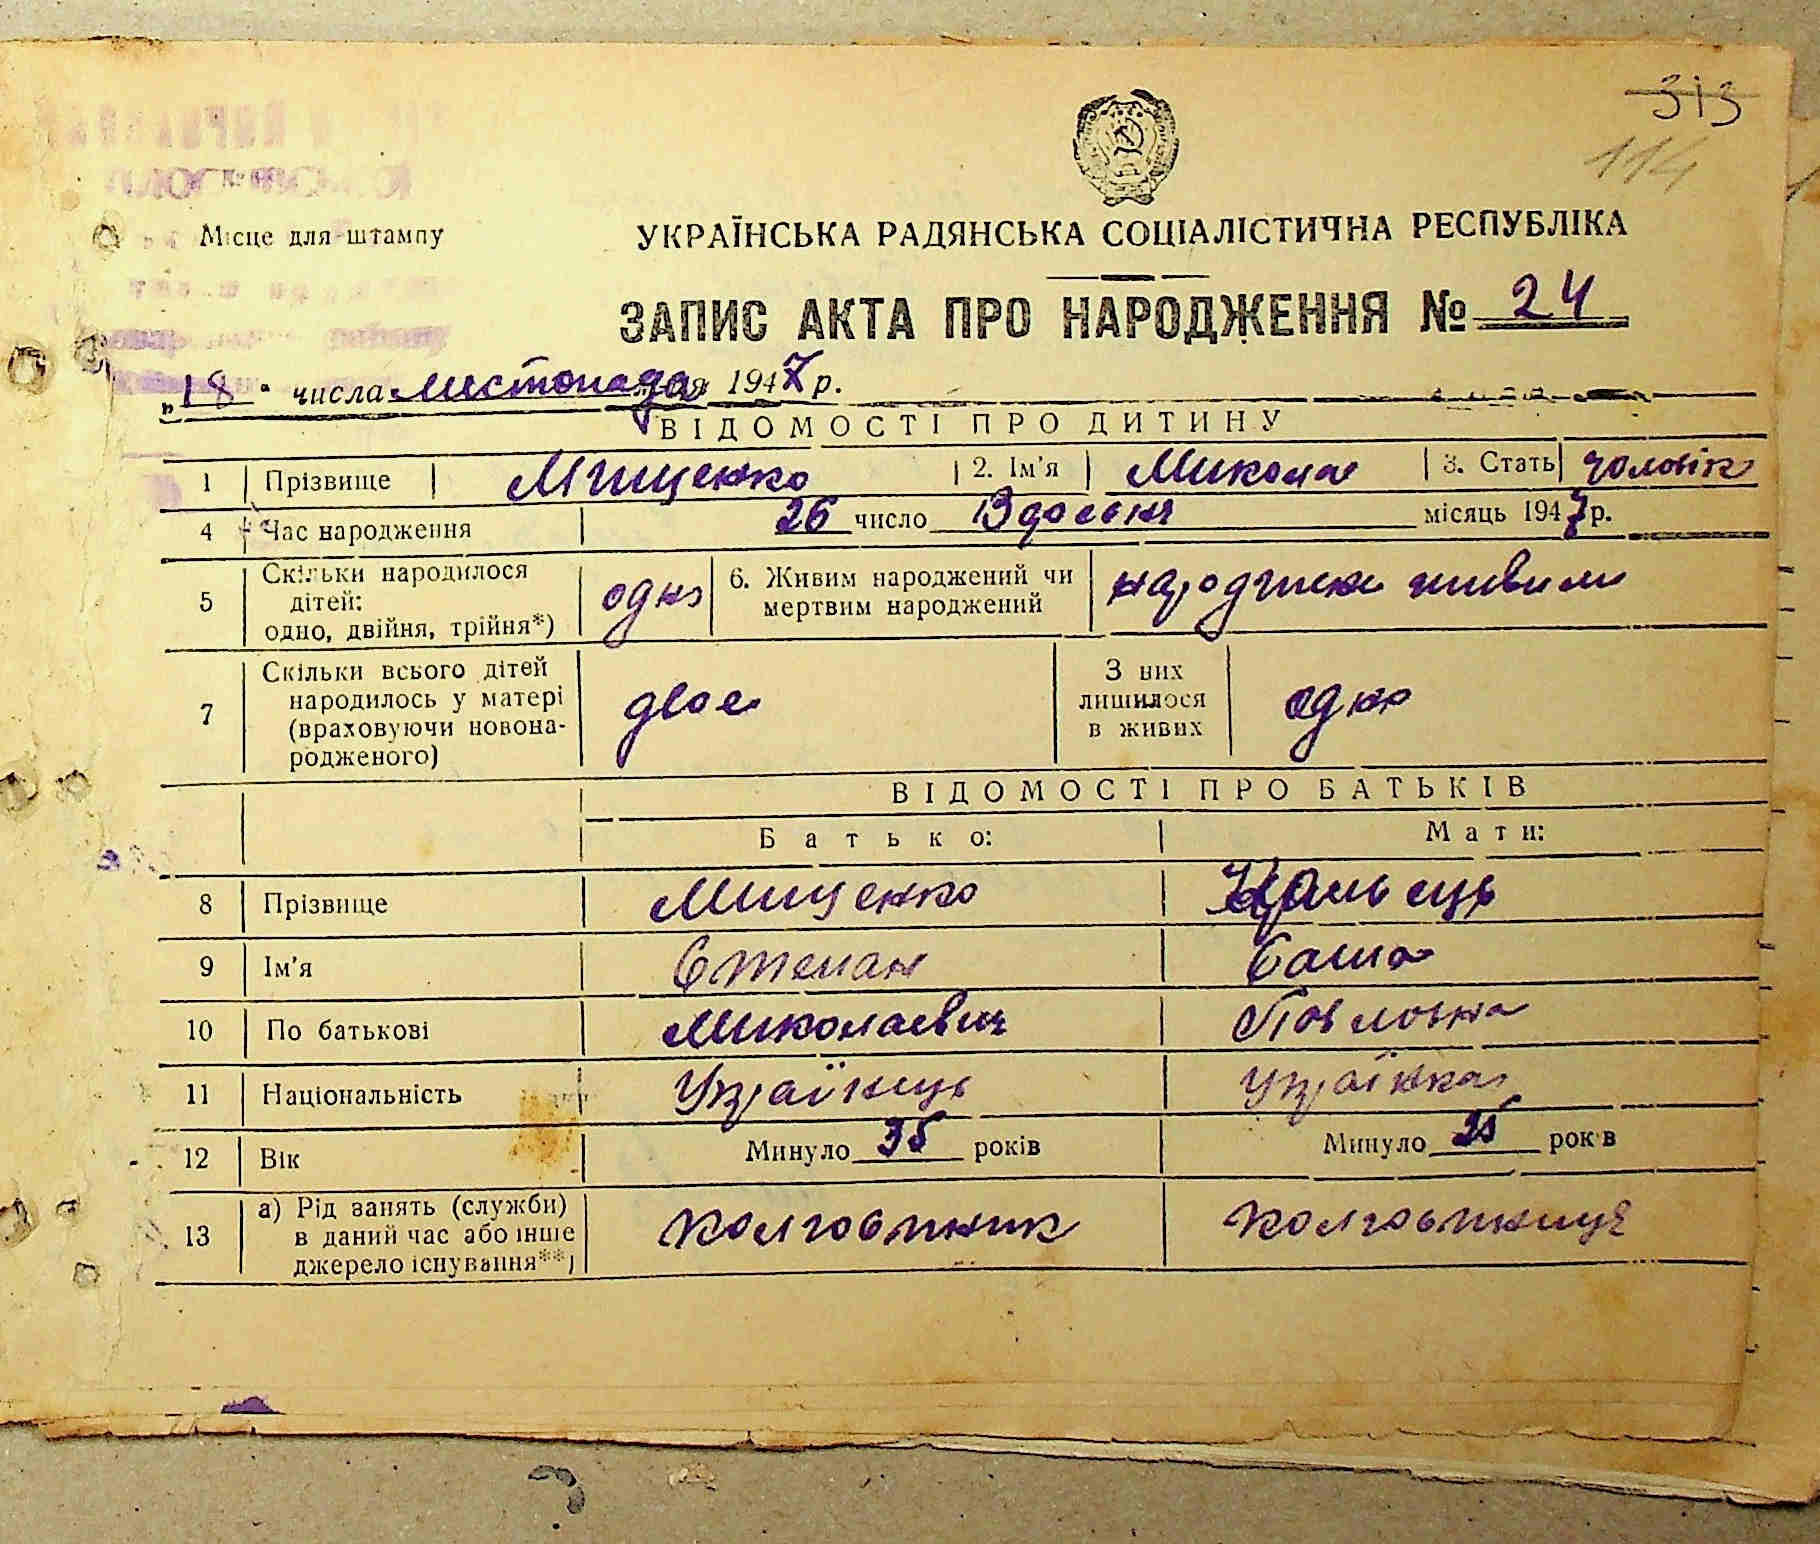 313
114
Місце для штампу
УКРАЇНСЬКА РАДЯНСЬКА СОЦІАЛІСТИЧНА РЕСПУБЛІКА
ЗАПИС АКТА ПРО НАРОДЖЕННЯ № 24
„18“ числа листопада 1947 р.
ВІДОМОСТІ ПРО ДИТИНУ
1 Прізвище Мищенко 2. Ім'я Микола 3. Стать чоловік
4 Час народження 26 число місяць 1947 р.
5 Скільки народилося дітей: одно, двійня, трійня*) одно 6. Живим народжений чи мертвим народжений живим
7 Скільки всього дітей народилось у матері (враховуючи новонародженого) двое З них лишилося в живих одно
ВІДОМОСТІ ПРО БАТЬКІВ
Батько: Мати:
8 Прізвище Мищенко
9 Ім'я Степан
10 По батькові Миколаевич Павловна
11 Національність Українець Українка
12 Вік Минуло 35 років Минуло років
13 а) Рід занять (служби) в даний час або інше джерело існування**) колгоспник колгоспниця